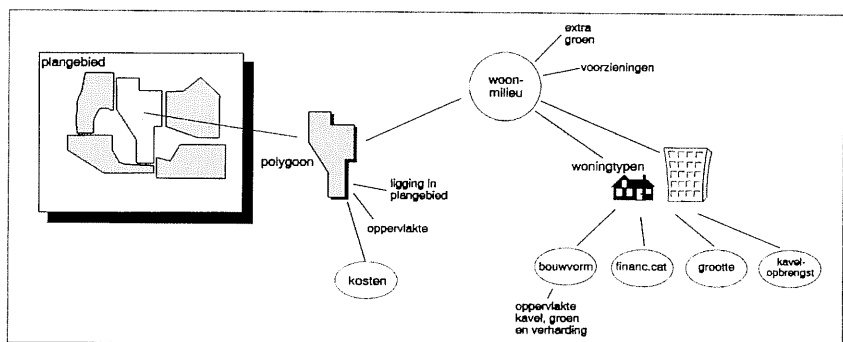 plangebied
polygoon
ligging in
plangebied
oppervlakte
kosten
woon-
milieu
extra
groen
voorzieningen
woningtypen
bouwvorm
financ.cat
grootte
kavel-
opbrengst
oppervlakte
kavel, groen
en verharding